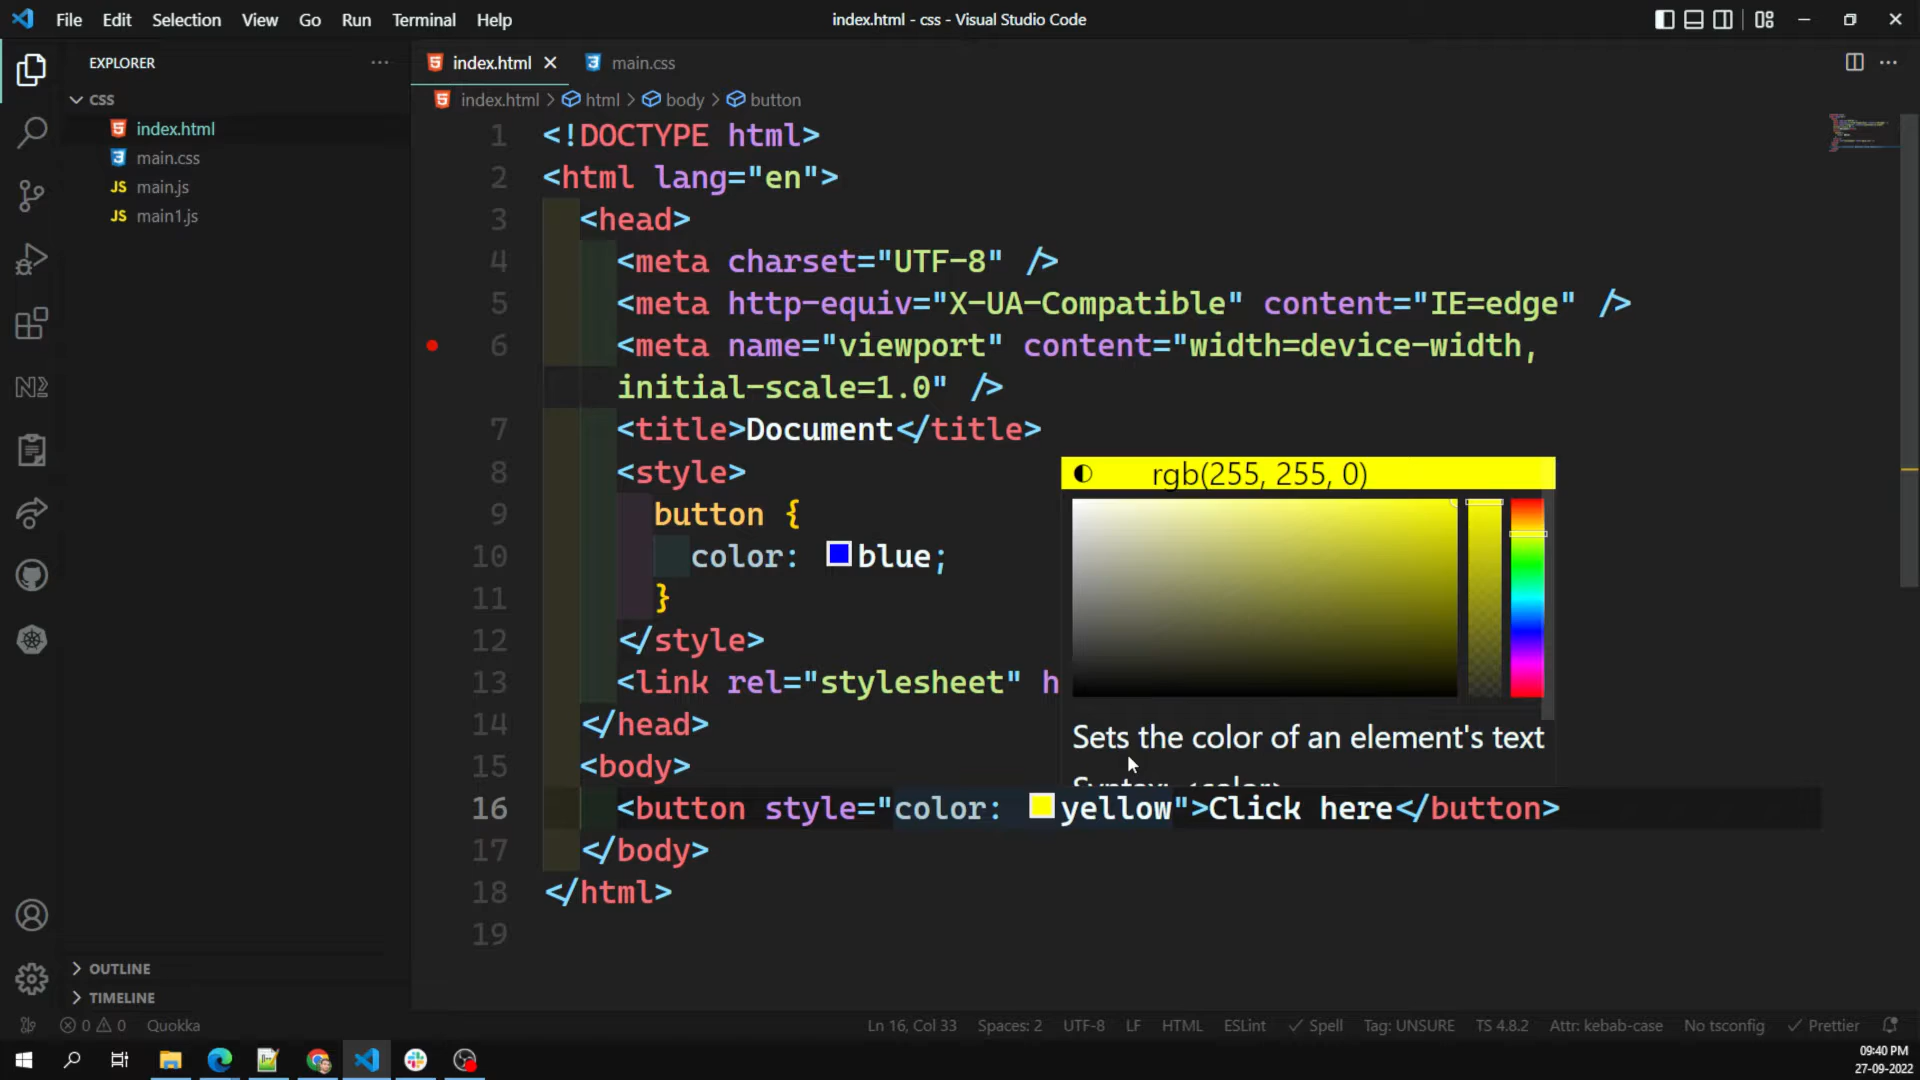 File Edit Selection View Go Run Terminal Help
index.html - css - Visual Studio Code
EXPLORER
CSS
index.html
main.css
JS main.js
JS main1.js
OUTLINE
TIMELINE
index.html main.css
index.html > html > body > button
1 <!DOCTYPE html>
2 <html lang="en">
3 <head>
4 <meta charset="UTF-8" />
5 <meta http-equiv="X-UA-Compatible" content="IE=edge" />
6 <meta name="viewport" content="width=device-width,
initial-scale=1.0" />
7 <title>Document</title>
8 <style>
9 button {
10 color: blue;
11 }
12 </style>
13 <link rel="stylesheet" h
14 </head>
15 <body>
16 <button style="color: yellow">Click here</button>
17 </body>
18 </html>
19
rgb(255, 255, 0)
Sets the color of an element's text
Syntax: <color>
0 0 Quokka
Ln 16, Col 33 Spaces: 2 UTF-8 LF HTML ESLint Spell Tag: UNSURE TS 4.8.2 Attr: kebab-case No tsconfig Prettier
09:40 PM
27-09-2022